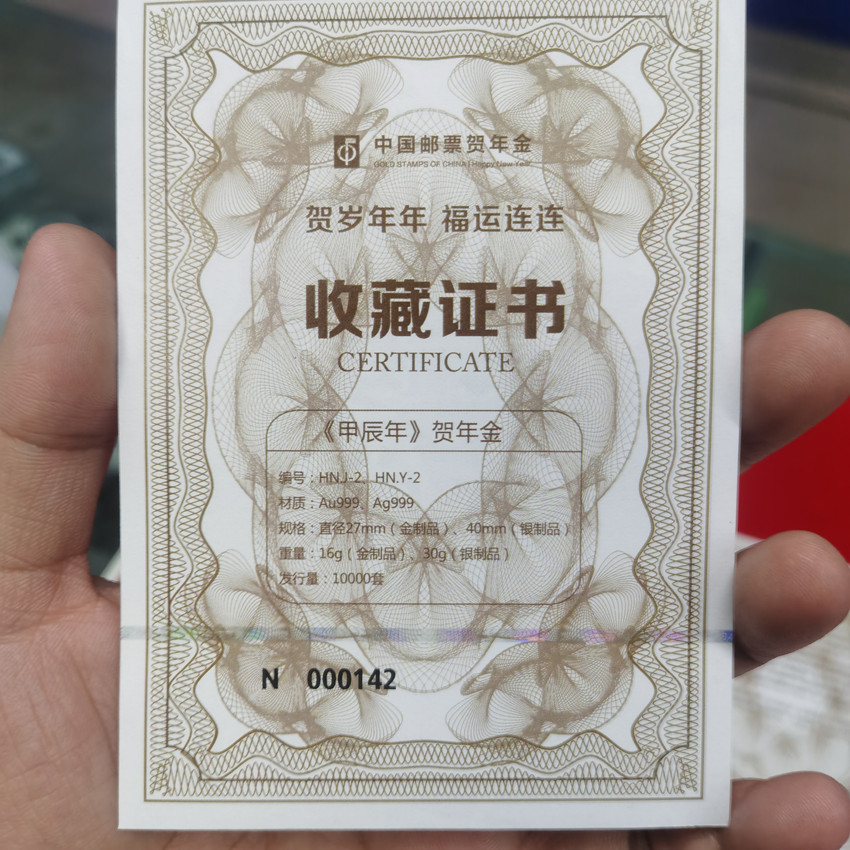 中国邮票贺年金
GOLD STAMPS OF CHINA | Happy New Year
贺岁年年 福运连连
收藏证书
CERTIFICATE
《甲辰年》贺年金
编号：HN.J-2、HN.Y-2
材质：Au999、Ag999
规格：直径27mm（金制品）、40mm（银制品）
重量：16g（金制品）、30g（银制品）
发行量：10000套
N 000142